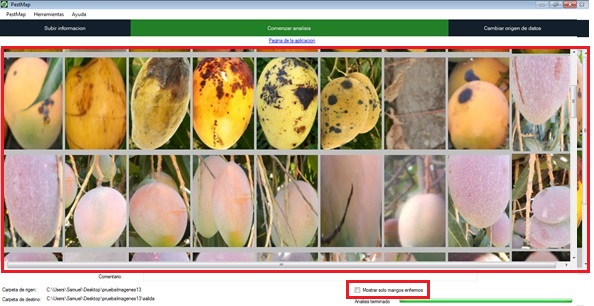 PestMap
PestMap Herramientas Ayuda
Subir informacion Comenzar analisis Cambiar origen de datos
Pagina de la aplicacion
Comentario:
Carpeta de rigen: C:\Users\Samuel\Desktop\pruebaImagenes13
Mostrar solo mangos enfermos
Carpeta de destino: C:\Users\Samuel\Desktop\pruebaImagenes13\salida
Analisis terminado